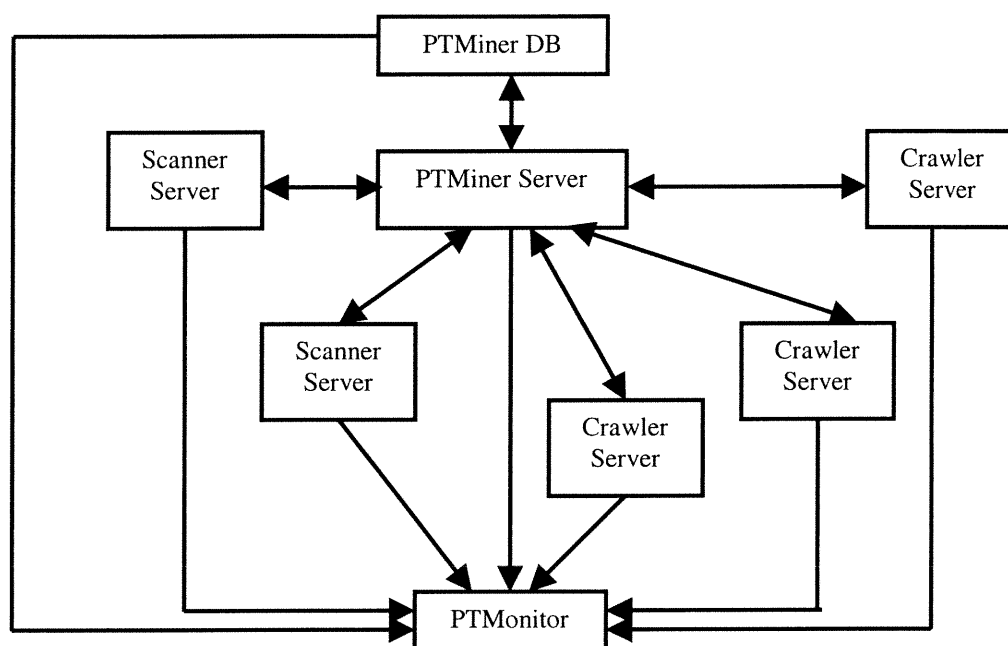 PTMiner DB
Scanner
Server
PTMiner Server
Crawler
Server
Scanner
Server
Crawler
Server
Crawler
Server
PTMonitor